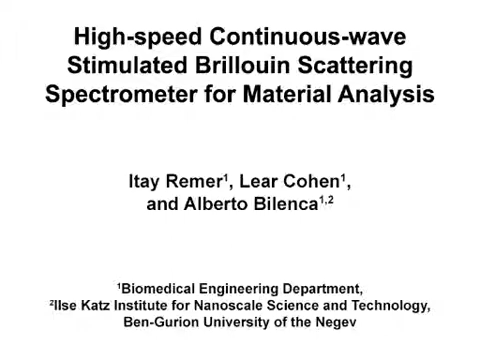 High-speed Continuous-wave
Stimulated Brillouin Scattering
Spectrometer for Material Analysis
Itay Remer¹, Lear Cohen¹,
and Alberto Bilenca¹,²
¹Biomedical Engineering Department,
²Ilse Katz Institute for Nanoscale Science and Technology,
Ben-Gurion University of the Negev